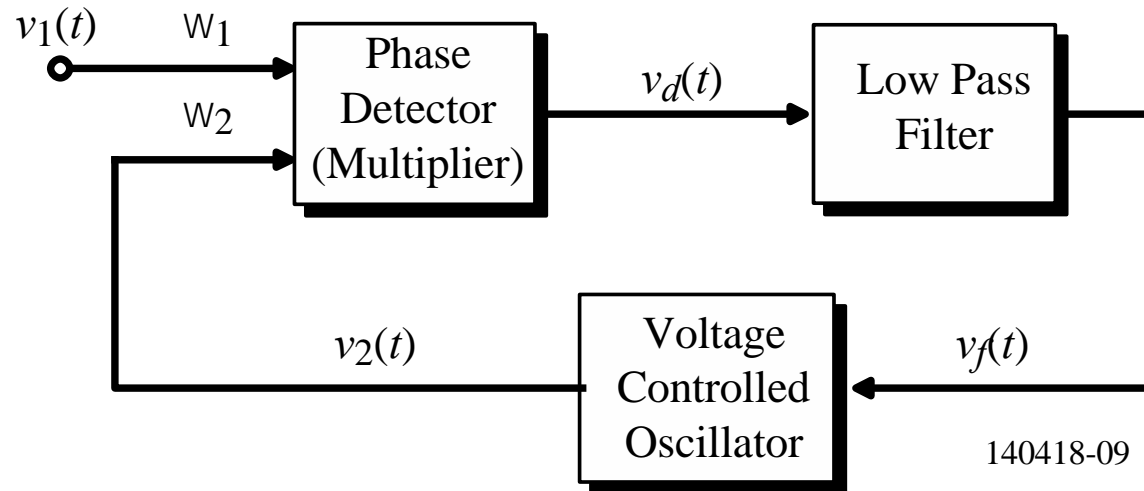 v1(t)
W1
Phase
Detector
(Multiplier)
W2
vd(t)
Low Pass
Filter
v2(t)
Voltage
Controlled
Oscillator
vf(t)
140418-09